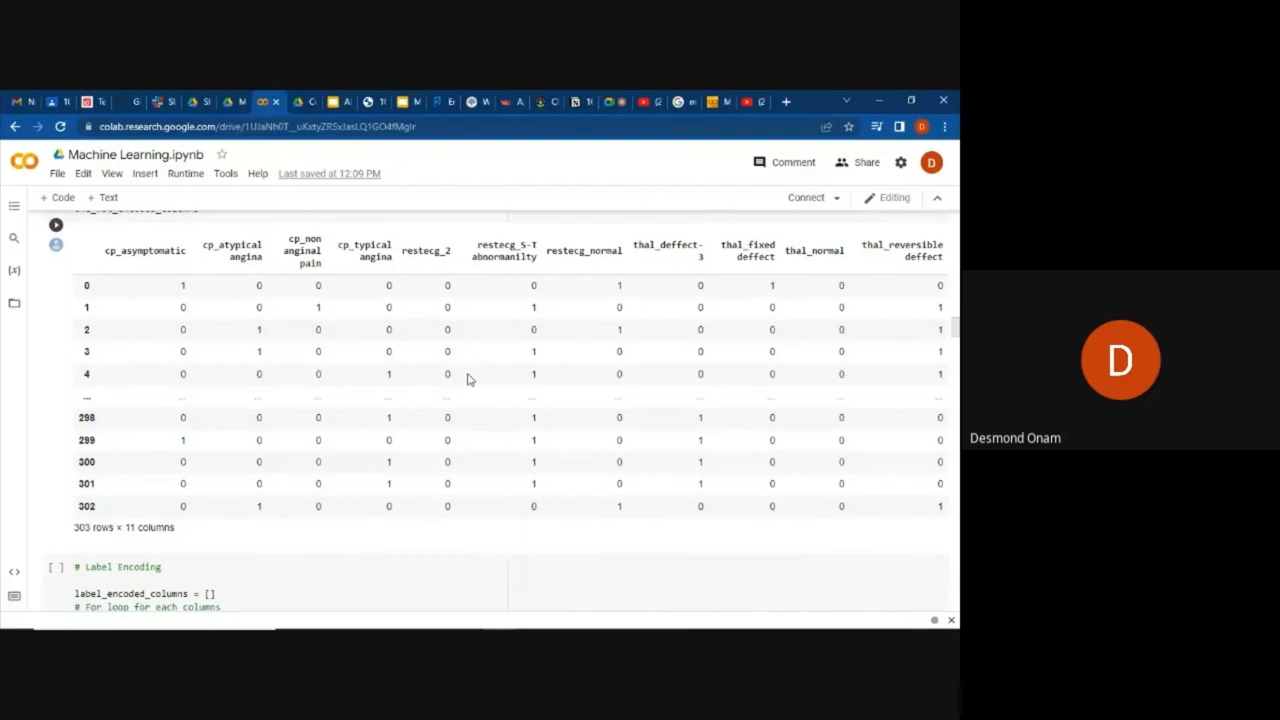 colab.research.google.com/drive/
Machine Learning.ipynb
Comment Share D
File Edit View Insert Runtime Tools Help Last saved at 12:09 PM
+ Code + Text Connect Editing
cp_asymptomatic cp_atypical angina cp_non anginal pain cp_typical angina restecg_2 restecg_S-T abnormanilty restecg_normal thal_deffect-3 thal_fixed deffect thal_normal thal_reversible deffect
0 1 0 0 0 0 0 1 0 1 0 0
1 0 0 1 0 0 1 0 0 0 0 1
2 0 1 0 0 0 0 1 0 0 0 1
3 0 1 0 0 0 1 0 0 0 0 1
4 0 0 0 1 0 1 0 0 0 0 1
... ... ... ... ... ... ... ... ... ... ... ...
298 0 0 0 1 0 1 0 1 0 0 0
299 1 0 0 0 0 1 0 1 0 0 0
300 0 0 0 1 0 1 0 1 0 0 0
301 0 0 0 1 0 1 0 1 0 0 0
302 0 1 0 0 0 0 1 0 0 0 1
303 rows × 11 columns
[ ] # Label Encoding
label_encoded_columns = []
# For loop for each columns
D
Desmond Onam